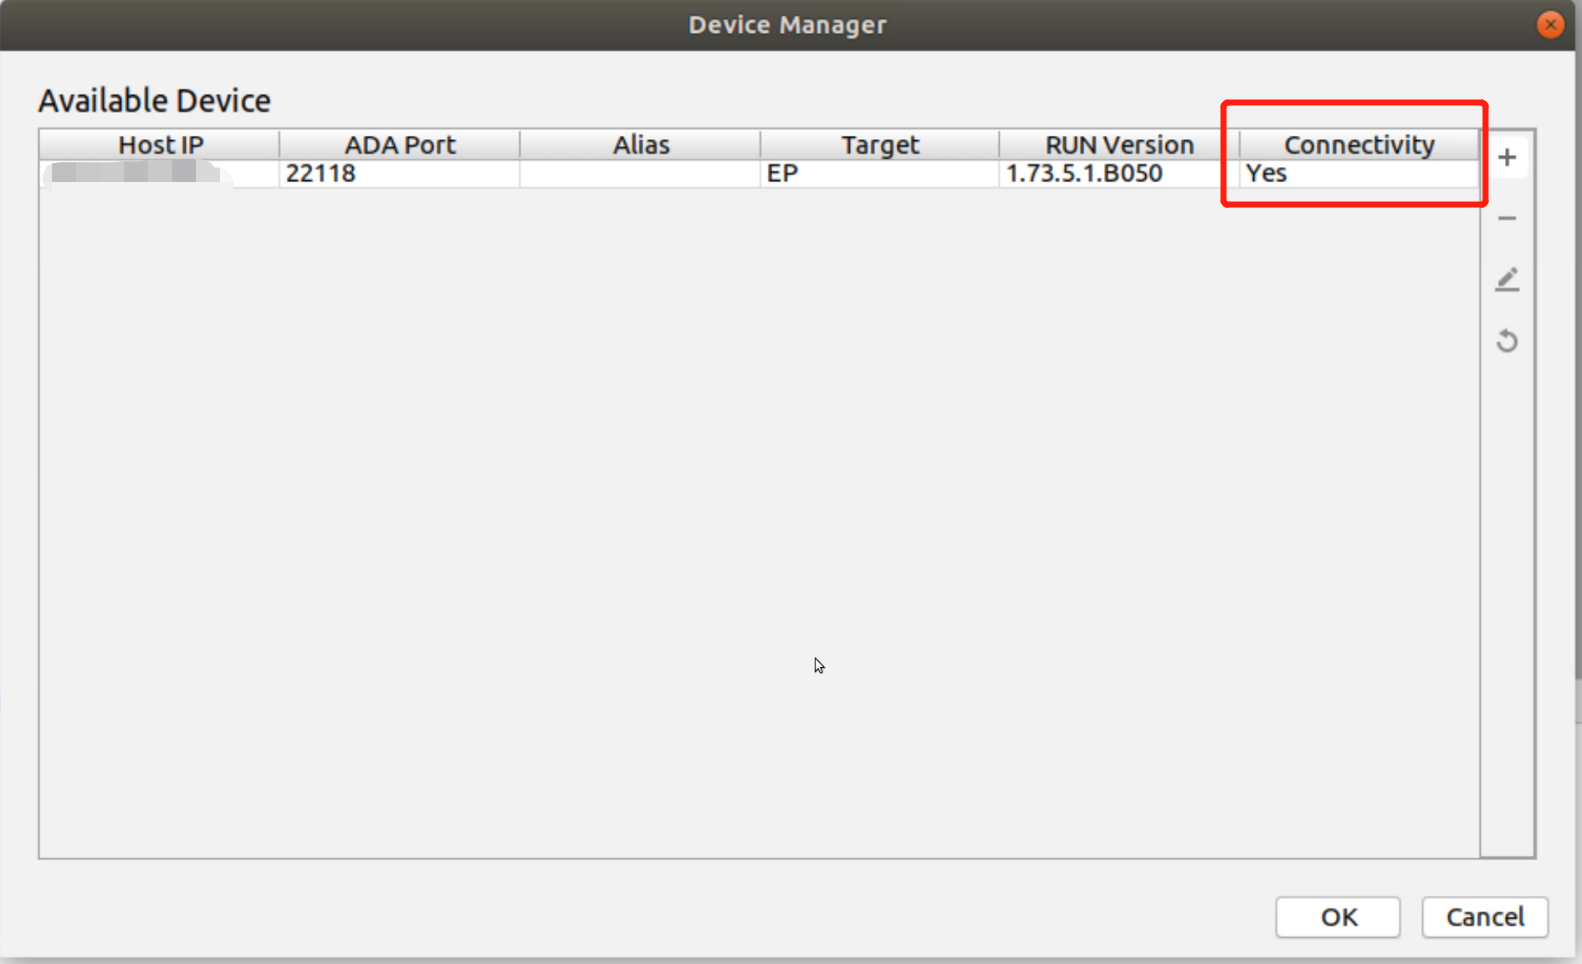 Device Manager
Available Device
Host IP ADA Port Alias Target RUN Version Connectivity
22118 EP 1.73.5.1.B050 Yes
OK Cancel